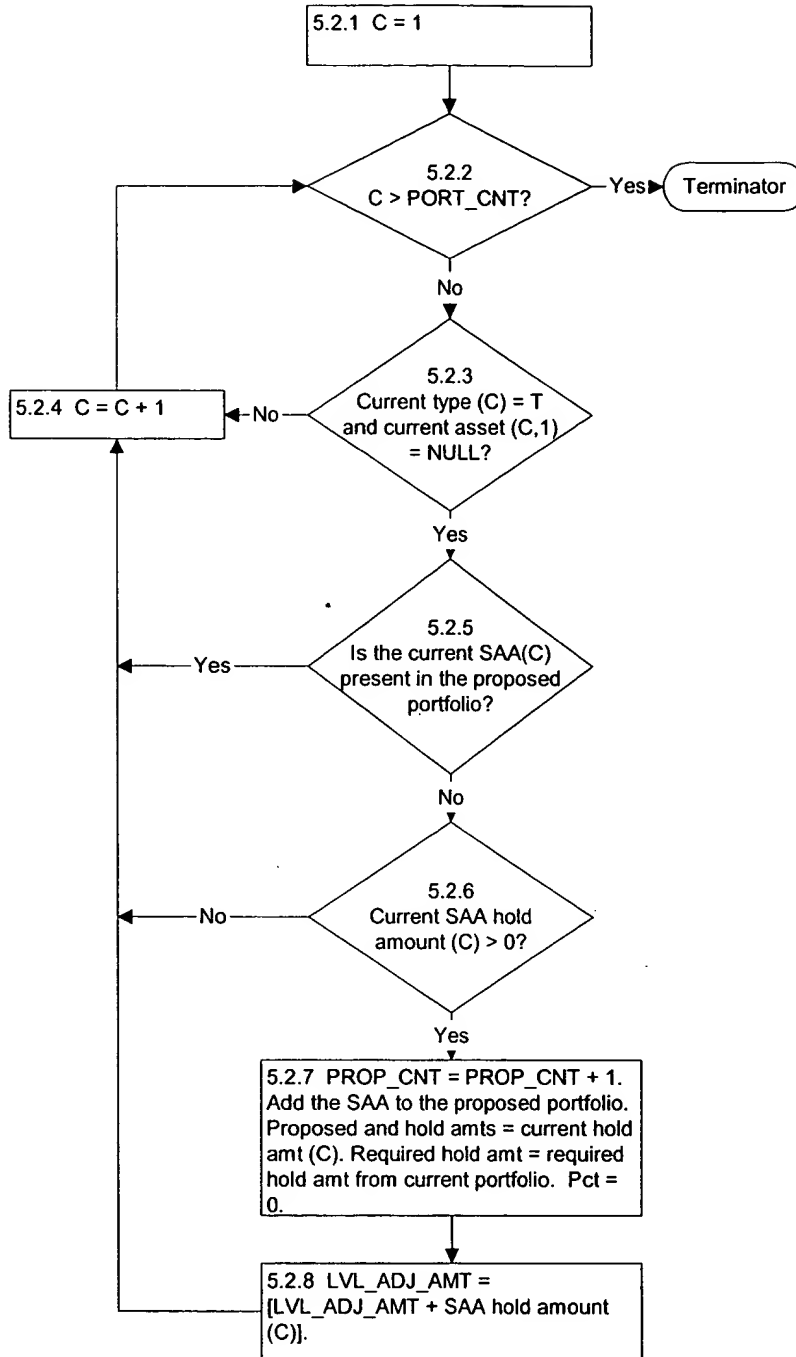 5.2.1 C = 1
5.2.2
C > PORT_CNT?
Yes
Terminator
No
5.2.3
Current type (C) = T
and current asset (C,1)
= NULL?
No
5.2.4 C = C + 1
Yes
5.2.5
Is the current SAA(C)
present in the proposed
portfolio?
Yes
No
5.2.6
Current SAA hold
amount (C) > 0?
No
Yes
5.2.7 PROP_CNT = PROP_CNT + 1.
Add the SAA to the proposed portfolio.
Proposed and hold amts = current hold
amt (C). Required hold amt = required
hold amt from current portfolio. Pct =
0.
5.2.8 LVL_ADJ_AMT =
[LVL_ADJ_AMT + SAA hold amount
(C)].